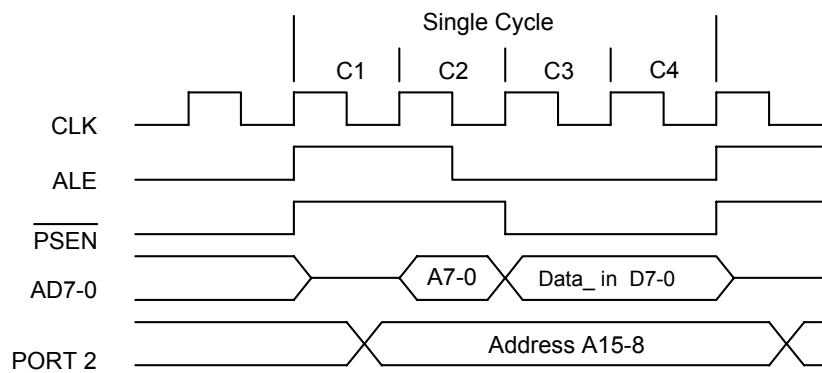 Single Cycle
C1 C2 C3 C4
CLK
ALE
PSEN
AD7-0 A7-0 Data_ in D7-0
PORT 2 Address A15-8